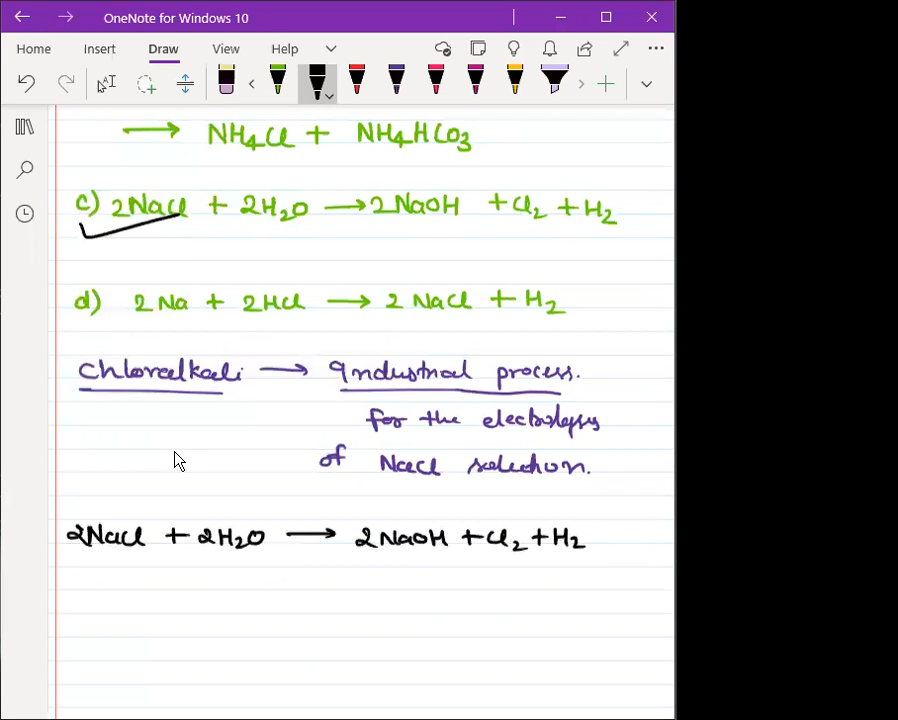 OneNote for Windows 10
Home Insert Draw View Help
→ NH4Cl + NH4HCO3
c) 2NaCl + 2H2O → 2NaOH + Cl2 + H2
d) 2Na + 2HCl → 2NaCl + H2
Chloralkali → Industrial process.
for the electrolysis
of NaCl solution.
2NaCl + 2H2O → 2NaOH + Cl2 + H2